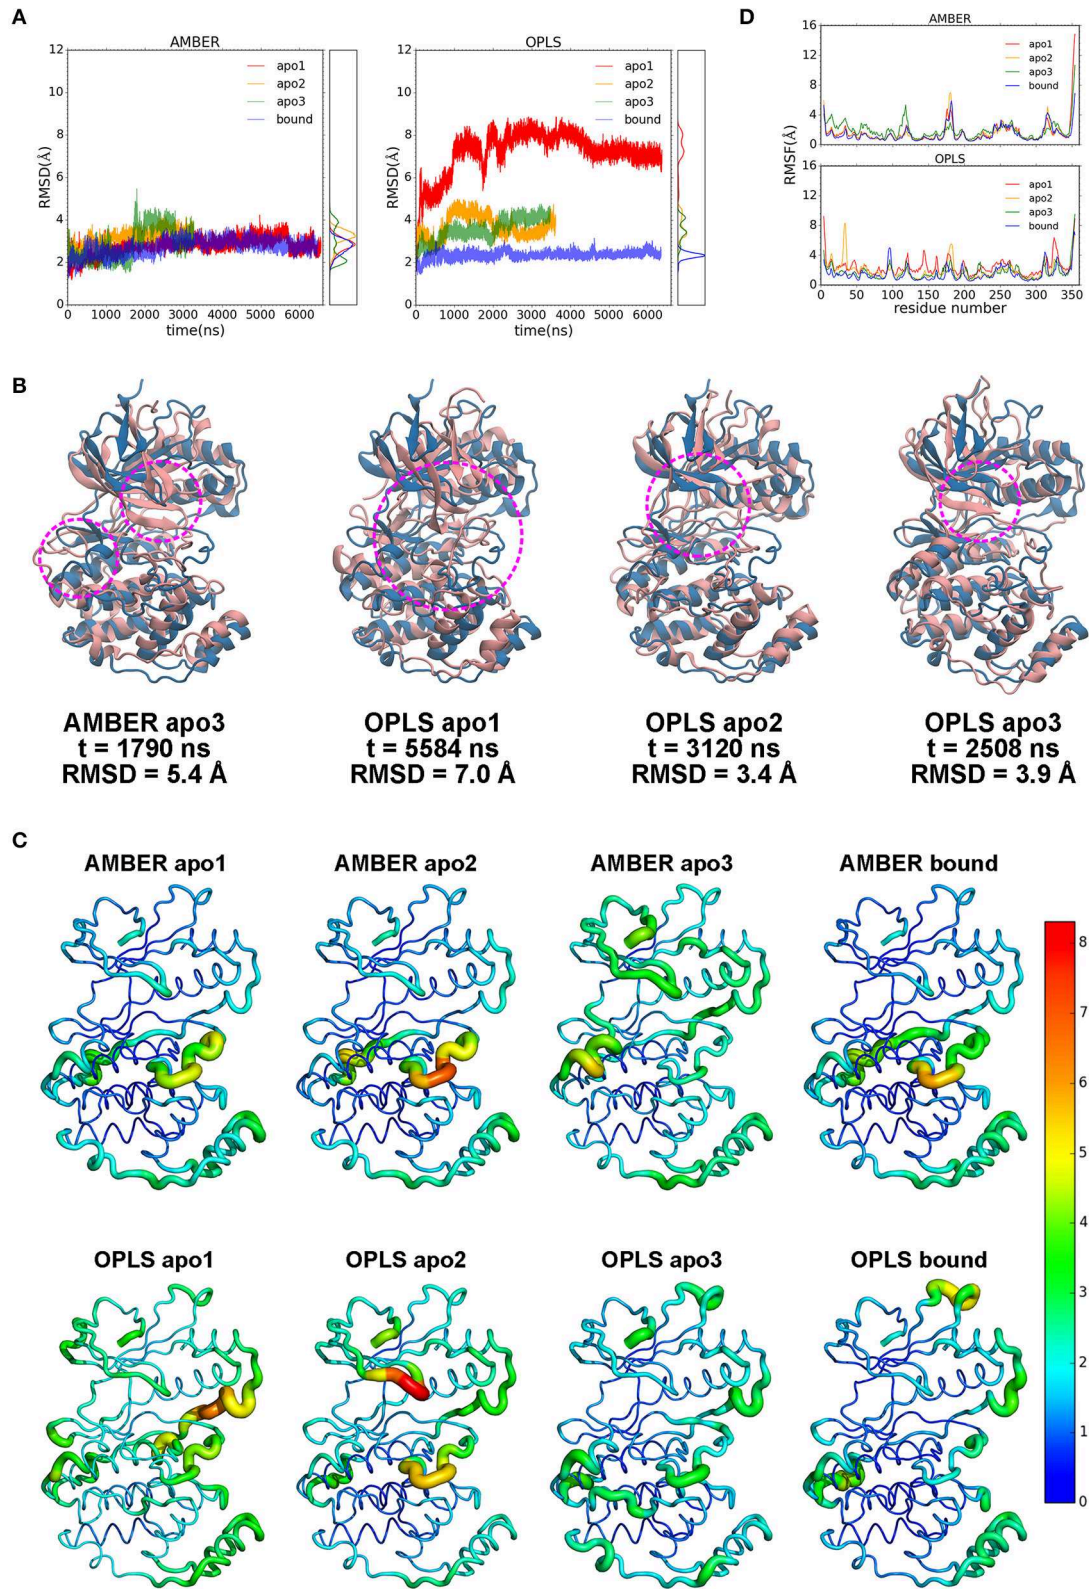 A
AMBER
12
10
8
6
4
2
0
RMSD(Å)
apo1
apo2
apo3
bound
0 1000 2000 3000 4000 5000 6000
time(ns)
OPLS
12
10
8
6
4
2
0
RMSD(Å)
apo1
apo2
apo3
bound
0 1000 2000 3000 4000 5000 6000
time(ns)
D
AMBER
16
12
8
4
0
apo1
apo2
apo3
bound
RMSF(Å)
OPLS
16
12
8
4
0
apo1
apo2
apo3
bound
0 50 100 150 200 250 300 350
residue number
B
AMBER apo3
t = 1790 ns
RMSD = 5.4 Å
OPLS apo1
t = 5584 ns
RMSD = 7.0 Å
OPLS apo2
t = 3120 ns
RMSD = 3.4 Å
OPLS apo3
t = 2508 ns
RMSD = 3.9 Å
C
AMBER apo1
AMBER apo2
AMBER apo3
AMBER bound
OPLS apo1
OPLS apo2
OPLS apo3
OPLS bound
8
7
6
5
4
3
2
1
0